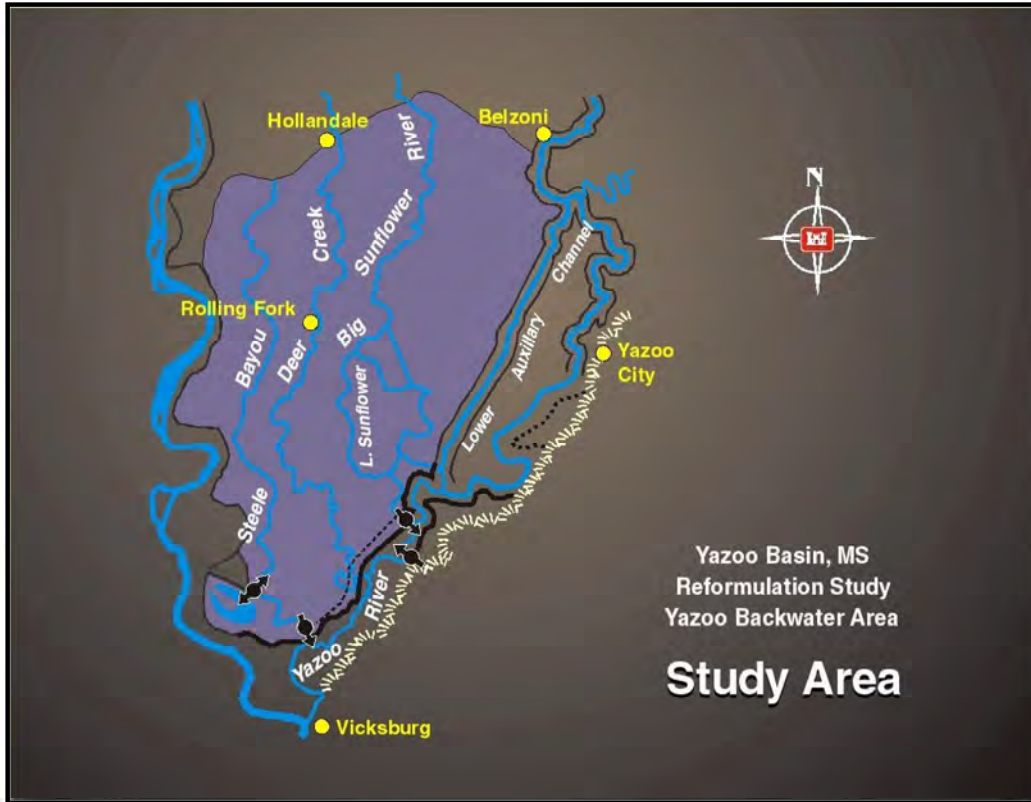 Hollandale
Belzoni
River
N
Creek
Sunflower
Channel
Rolling Fork
Big
Bayou
Deer
Auxillary
Yazoo
City
L. Sunflower
Lower
Steele
Yazoo Basin, MS
Reformulation Study
Yazoo Backwater Area
River
Yazoo
Study Area
Vicksburg